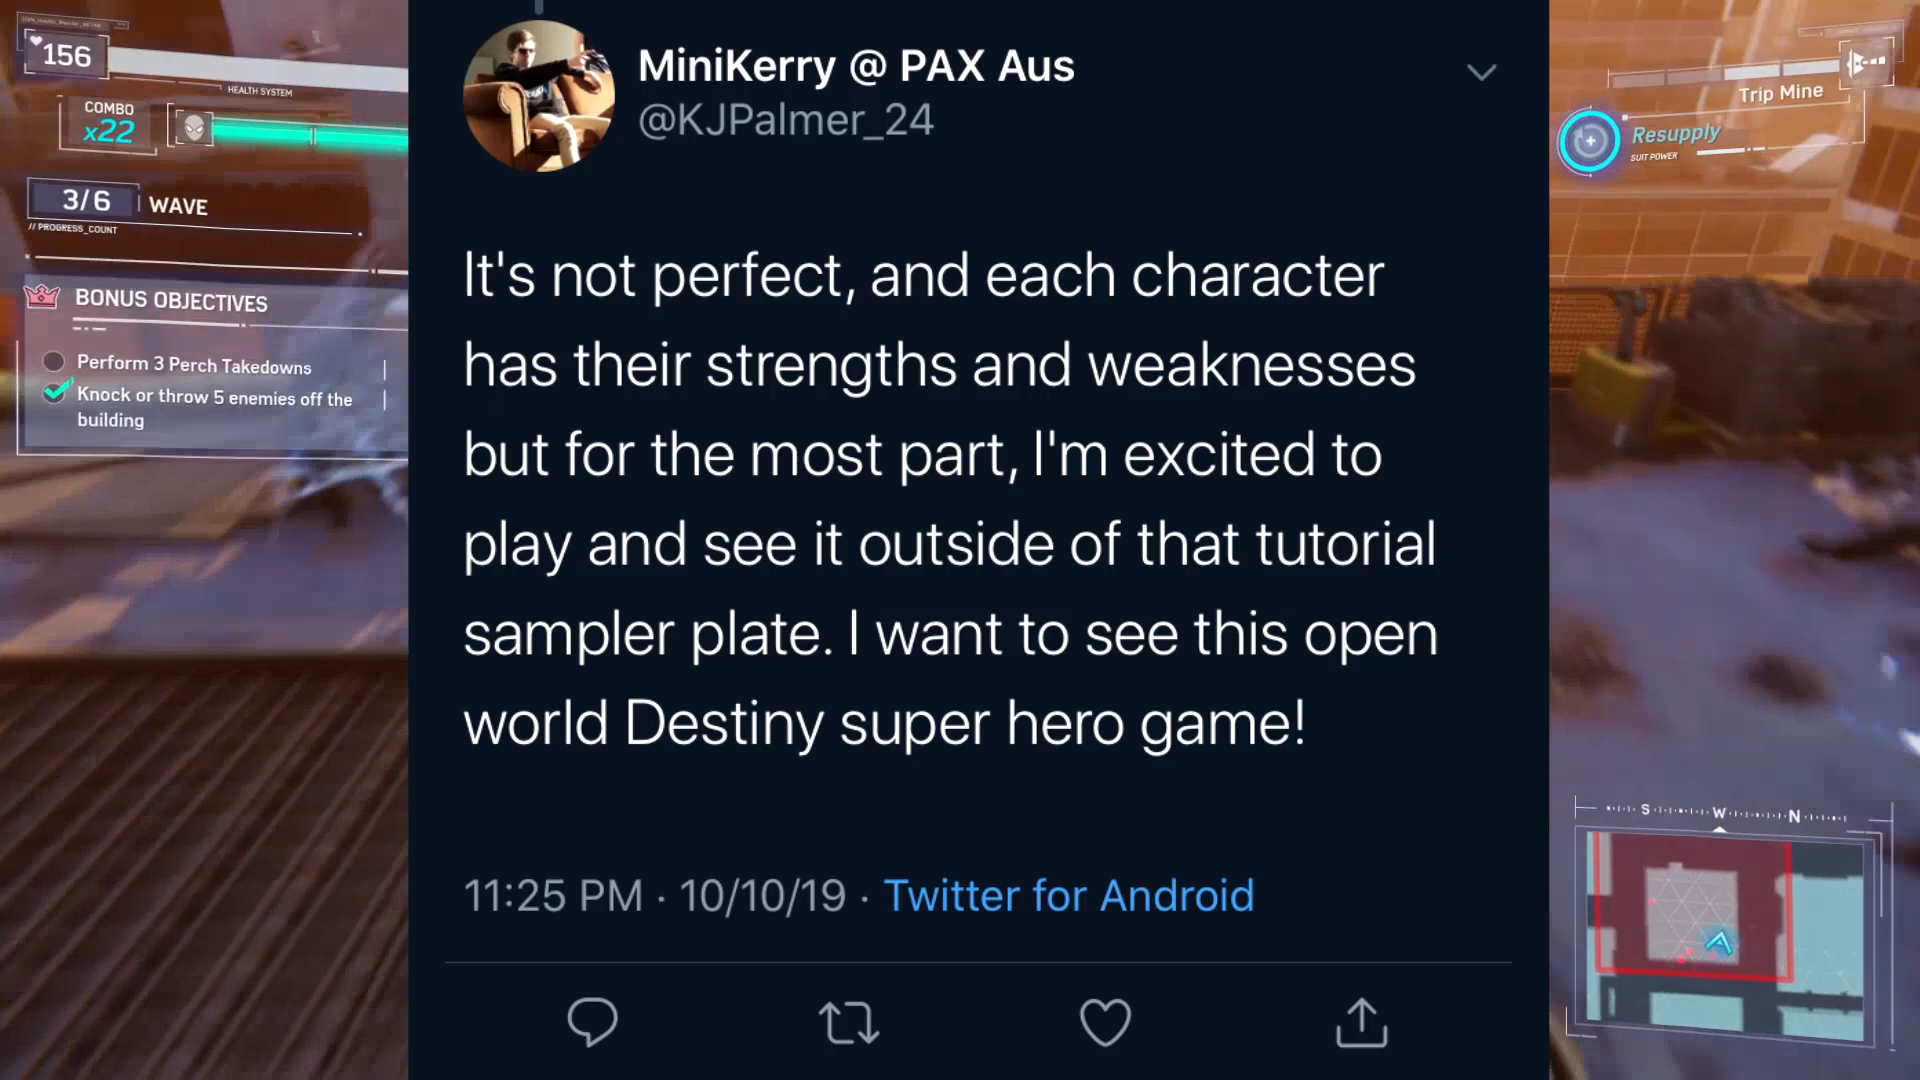 156
HEALTH SYSTEM
COMBO
x22
3/6 WAVE
// PROGRESS_COUNT
BONUS OBJECTIVES
Perform 3 Perch Takedowns
Knock or throw 5 enemies off the
building
MiniKerry @ PAX Aus
@KJPalmer_24
It's not perfect, and each character
has their strengths and weaknesses
but for the most part, I'm excited to
play and see it outside of that tutorial
sampler plate. I want to see this open
world Destiny super hero game!
11:25 PM · 10/10/19 · Twitter for Android
Trip Mine
Resupply
SUIT POWER
S W N